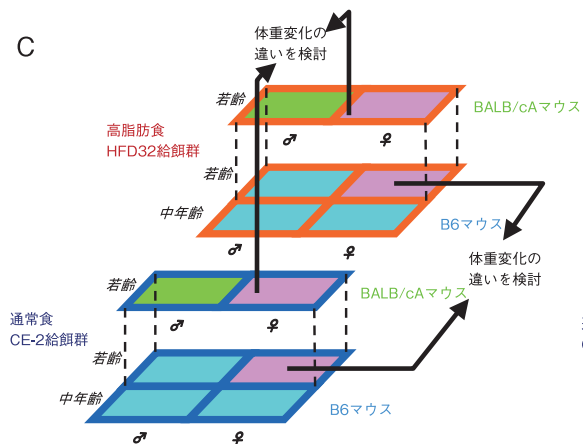 C
体重変化の
違いを検討
若齢
BALB/cAマウス
♂
♀
高脂肪食
HFD32給餌群
若齢
中年齢
B6マウス
♂
♀
体重変化の
違いを検討
若齢
BALB/cAマウス
♂
♀
通常食
CE-2給餌群
若齢
中年齢
B6マウス
♂
♀